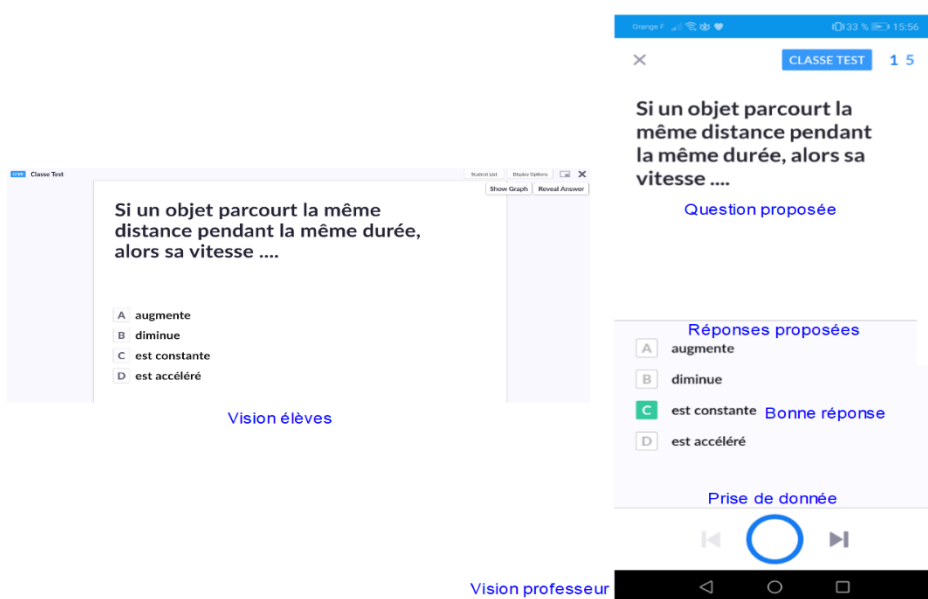 LIVE Classe Test
Student List Display Options
Show Graph Reveal Answer
Si un objet parcourt la même
distance pendant la même durée,
alors sa vitesse ....
A augmente
B diminue
C est constante
D est accéléré
Vision élèves
Orange F 33 % 15:56
CLASSE TEST 1 5
Si un objet parcourt la
même distance pendant
la même durée, alors sa
vitesse ....
Question proposée
Réponses proposées
A augmente
B diminue
C est constante Bonne réponse
D est accéléré
Prise de donnée
Vision professeur